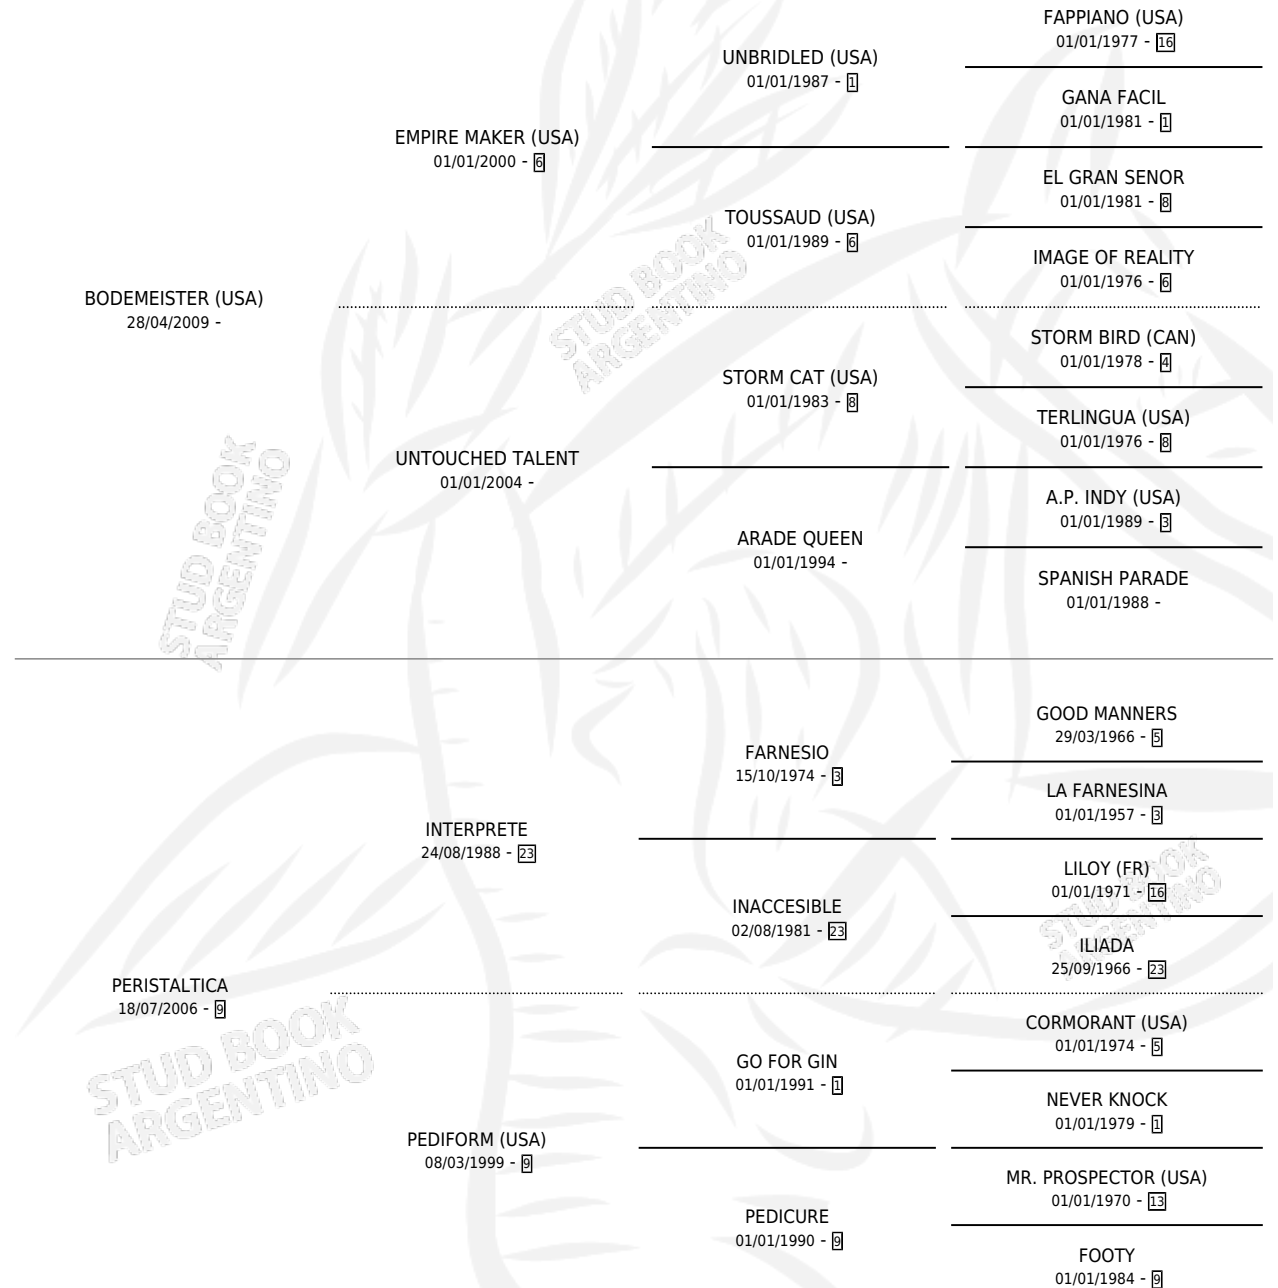 FAPPIANO (USA)
01/01/1977 - 16
UNBRIDLED (USA)
01/01/1987 - 1
GANA FACIL
01/01/1981 - 1
EMPIRE MAKER (USA)
01/01/2000 - 6
EL GRAN SENOR
01/01/1981 - 8
TOUSSAUD (USA)
01/01/1989 - 6
IMAGE OF REALITY
01/01/1976 - 6
BODEMEISTER (USA)
28/04/2009 -
STORM BIRD (CAN)
01/01/1978 - 4
STORM CAT (USA)
01/01/1983 - 8
TERLINGUA (USA)
01/01/1976 - 8
UNTOUCHED TALENT
01/01/2004 -
A.P. INDY (USA)
01/01/1989 - 3
ARADE QUEEN
01/01/1994 -
SPANISH PARADE
01/01/1988 -
STUD BOOK
ARGENTINO
STUD BOOK
ARGENTINO
GOOD MANNERS
29/03/1966 - 5
FARNESIO
15/10/1974 - 3
LA FARNESINA
01/01/1957 - 3
INTERPRETE
24/08/1988 - 23
LILOY (FR)
01/01/1971 - 16
INACCESIBLE
02/08/1981 - 23
ILIADA
25/09/1966 - 23
PERISTALTICA
18/07/2006 - 9
CORMORANT (USA)
01/01/1974 - 5
GO FOR GIN
01/01/1991 - 1
NEVER KNOCK
01/01/1979 - 1
PEDIFORM (USA)
08/03/1999 - 9
MR. PROSPECTOR (USA)
01/01/1970 - 13
PEDICURE
01/01/1990 - 9
FOOTY
01/01/1984 - 9
STUD BOOK
ARGENTINO
STUD BOOK
ARGENTINO